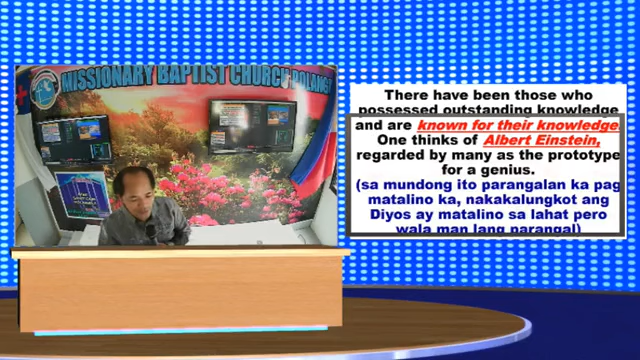 MISSIONARY BAPTIST CHURCH POLANGUI
There have been those who
possessed outstanding knowledge
and are known for their knowledge.
One thinks of Albert Einstein,
regarded by many as the prototype
for a genius.
(sa mundong ito parangalan ka pag
matalino ka, nakakalungkot ang
Diyos ay matalino sa lahat pero
wala man lang parangal)